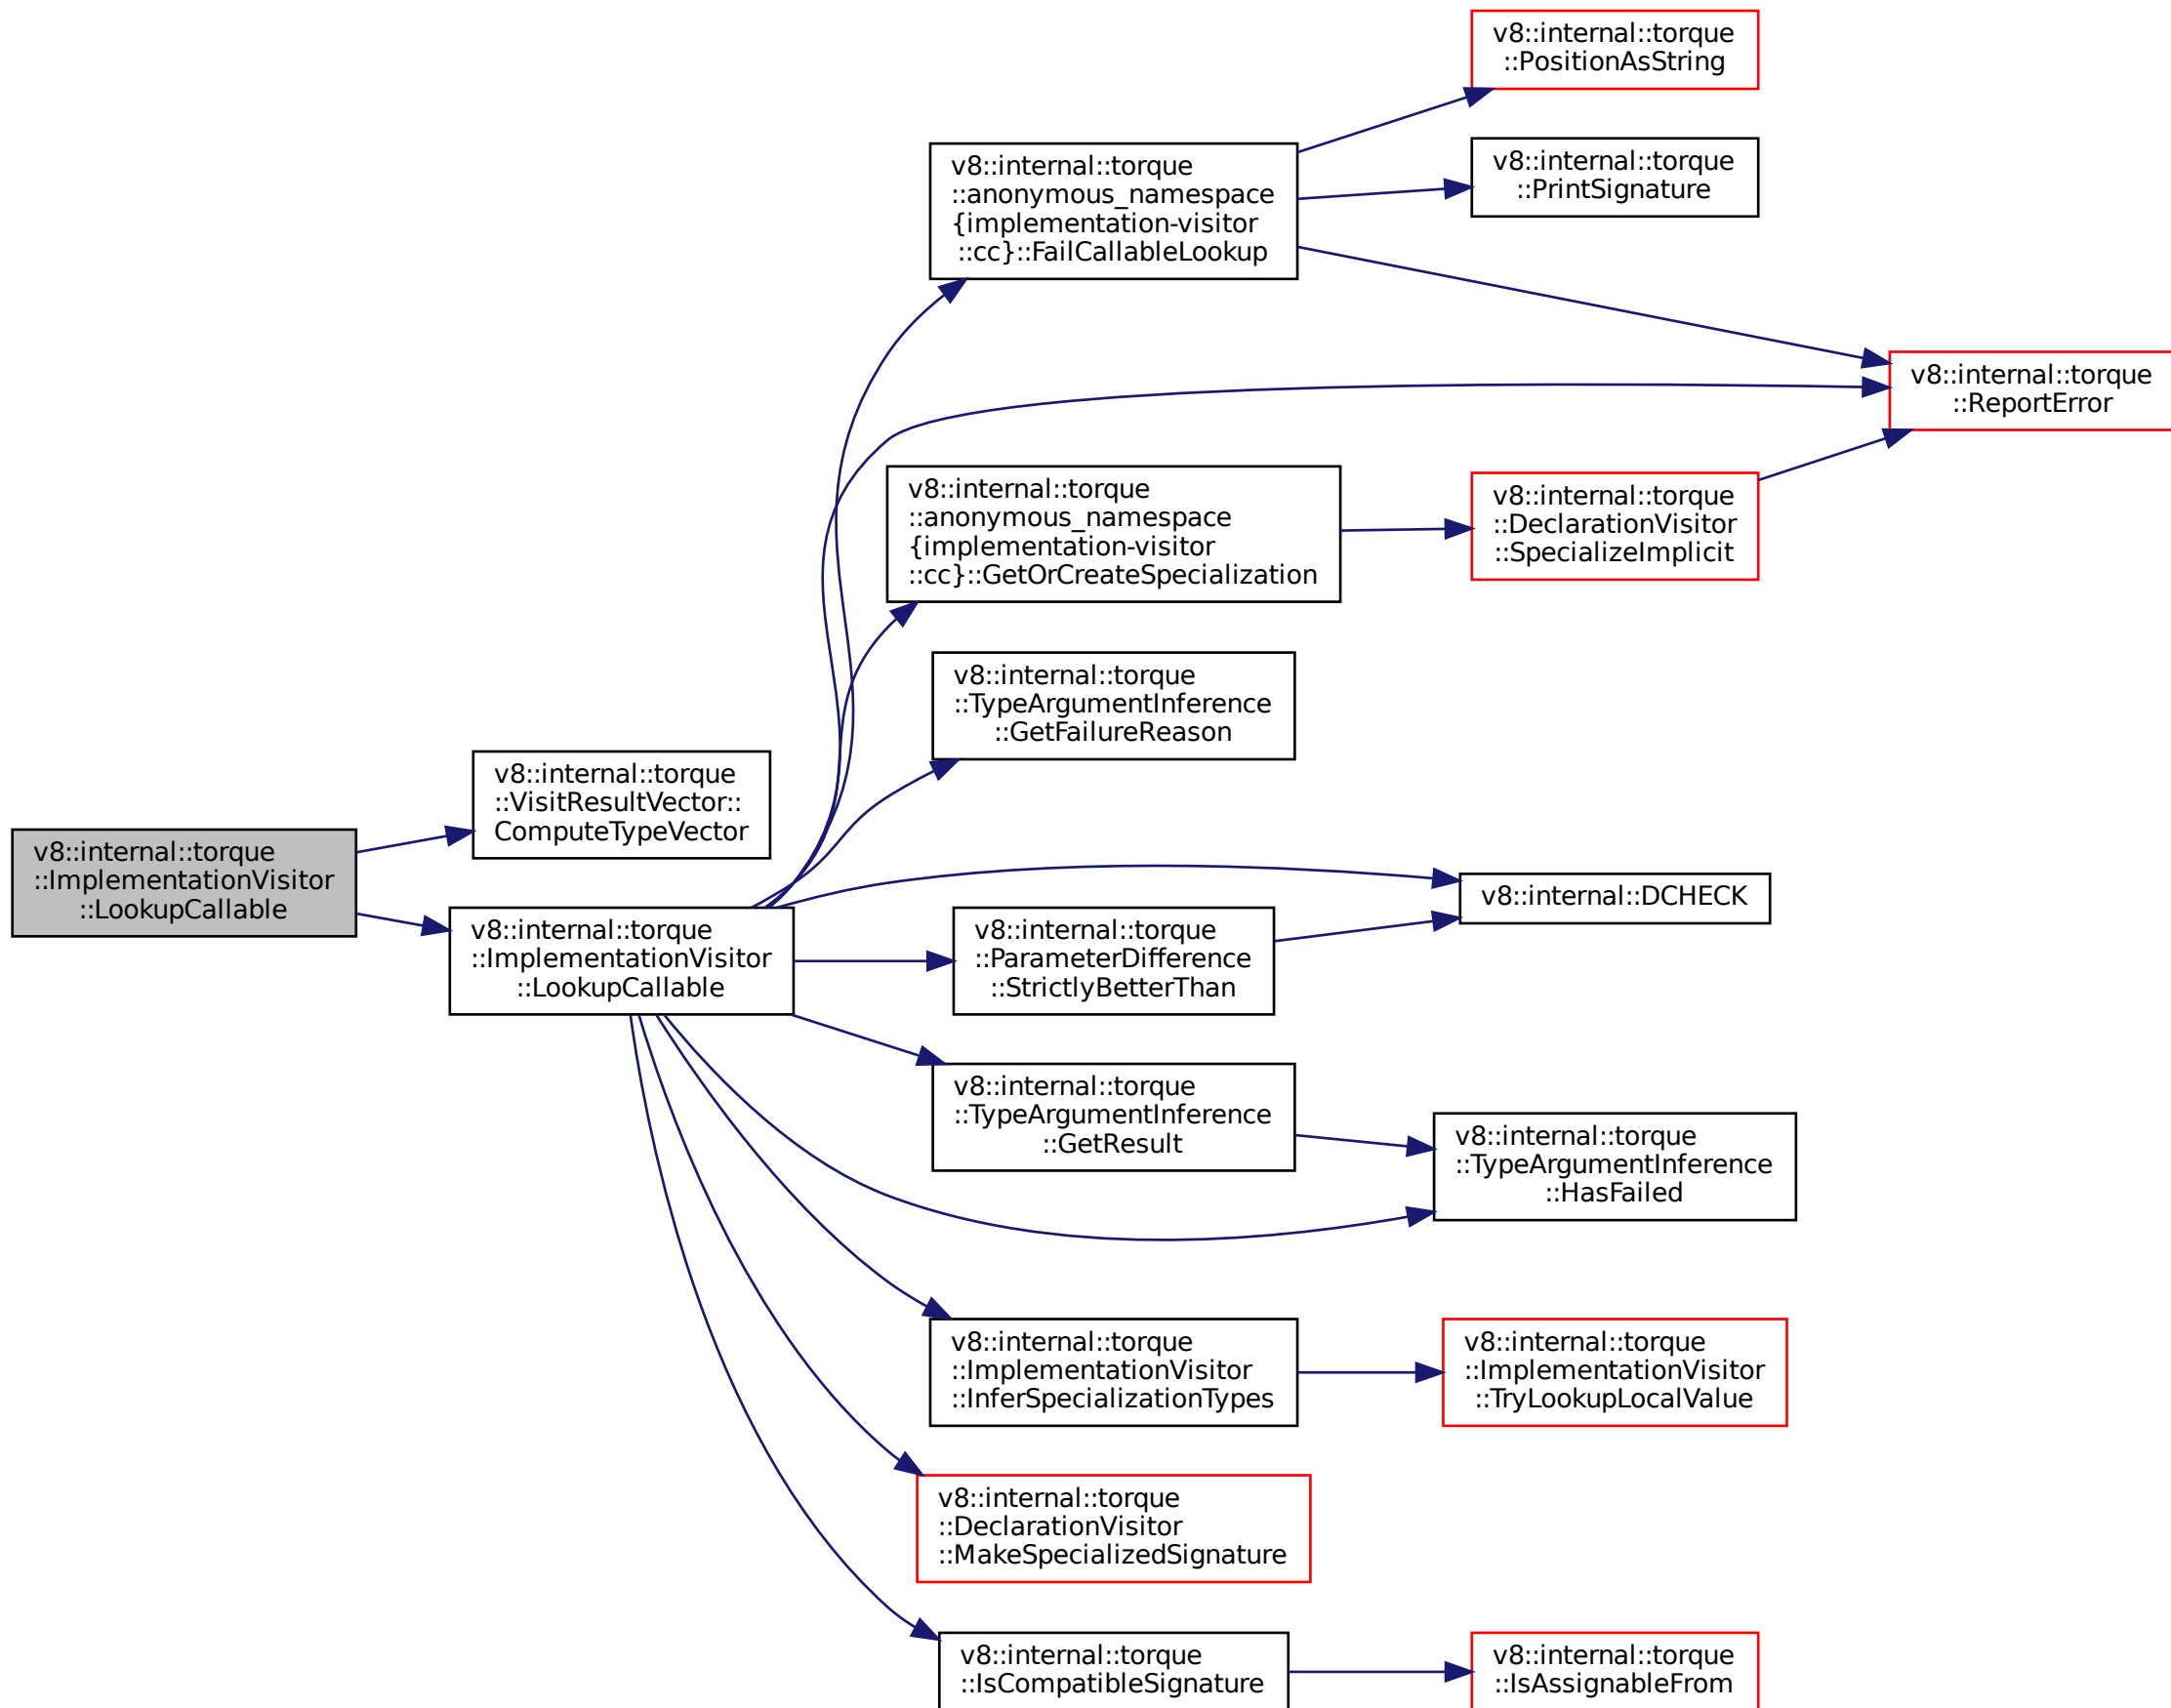 v8::internal::torque
::PositionAsString
v8::internal::torque
::anonymous_namespace
{implementation-visitor
::cc}::FailCallableLookup
v8::internal::torque
::PrintSignature
v8::internal::torque
::ReportError
v8::internal::torque
::anonymous_namespace
{implementation-visitor
::cc}::GetOrCreateSpecialization
v8::internal::torque
::DeclarationVisitor
::SpecializeImplicit
v8::internal::torque
::TypeArgumentInference
::GetFailureReason
v8::internal::torque
::VisitResultVector::
ComputeTypeVector
v8::internal::torque
::ImplementationVisitor
::LookupCallable
v8::internal::DCHECK
v8::internal::torque
::ImplementationVisitor
::LookupCallable
v8::internal::torque
::ParameterDifference
::StrictlyBetterThan
v8::internal::torque
::TypeArgumentInference
::GetResult
v8::internal::torque
::TypeArgumentInference
::HasFailed
v8::internal::torque
::ImplementationVisitor
::InferSpecializationTypes
v8::internal::torque
::ImplementationVisitor
::TryLookupLocalValue
v8::internal::torque
::DeclarationVisitor
::MakeSpecializedSignature
v8::internal::torque
::IsCompatibleSignature
v8::internal::torque
::IsAssignableFrom